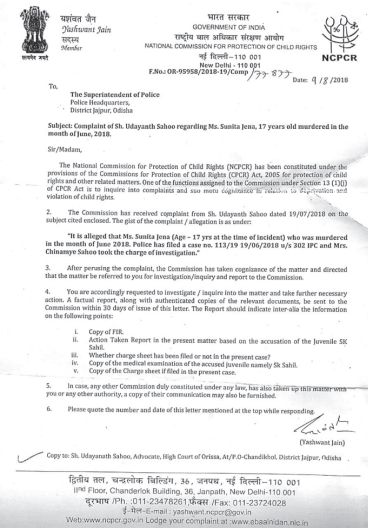 यशवंत जैन
Yashwant Jain
सदस्य
Member
सत्यमेव जयते
भारत सरकार
GOVERNMENT OF INDIA
राष्ट्रीय बाल अधिकार संरक्षण आयोग
NATIONAL COMMISSION FOR PROTECTION OF CHILD RIGHTS
नई दिल्ली–110 001
New Delhi - 110 001
NCPCR
F.No.: OR-95958/2018-19/Comp
Date: 9/8/2018
To,
The Superintendent of Police
Police Headquarters,
District Jajpur, Odisha
Subject: Complaint of Sh. Udayanth Sahoo regarding Ms. Sunita Jena, 17 years old murdered in the
month of June, 2018.
Sir/Madam,
The National Commission for Protection of Child Rights (NCPCR) has been constituted under the
provisions of the Commissions for Protection of Child Rights (CPCR) Act, 2005 for protection of child
rights and other related matters. One of the functions assigned to the Commission under Section 13 (1)(j)
of CPCR Act is to inquire into complaints and suo motu cognizance in relation to deprivation and
violation of child rights.
2. The Commission has received complaint from Sh. Udayanth Sahoo dated 19/07/2018 on the
subject cited enclosed. The gist of the complaint / allegation is as under:
"It is alleged that Ms. Sunita Jena (Age – 17 yrs at the time of incident) who was murdered
in the month of June 2018. Police has filed a case no. 113/19 19/06/2018 u/s 302 IPC and Mrs.
Chinamye Sahoo took the charge of investigation."
3. After perusing the complaint, the Commission has taken cognizance of the matter and directed
that the matter be referred to you for investigation/inquiry and report to the Commission.
4. You are accordingly requested to investigate / inquire into the matter and take further necessary
action. A factual report, along with authenticated copies of the relevant documents, be sent to the
Commission within 30 days of issue of this letter. The Report should indicate inter-alia the information
on the following points:
i. Copy of FIR.
ii. Action Taken Report in the present matter based on the accusation of the Juvenile SK
Sahil.
iii. Whether charge sheet has been filed or not in the present case?
iv. Copy of the medical examination of the accused juvenile namely Sk Sahil.
v. Copy of the Charge sheet if filed in the present case.
5. In case, any other Commission duly constituted under any law, has also taken up this matter with
you or any other authority, a copy of their communication may also be furnished.
6. Please quote the number and date of this letter mentioned at the top while responding.
(Yashwant Jain)
Copy to: Sh. Udayanth Sahoo, Advocate, High Court of Orissa, At/P.O-Chandikhol, District Jajpur, Odisha
द्वितीय तल, चन्द्रलोक बिल्डिंग, 36, जनपथ, नई दिल्ली–110 001
IInd Floor, Chanderlok Building, 36, Janpath, New Delhi-110 001
दूरभाष /Ph. :011-23478261,फैक्स /Fax: 011-23724028
ई-मेल-E-mail : yashwant.ncpcr@gov.in
Web:www.ncpcr.gov.in Lodge your complaint at :www.ebaalnidan.nic.in